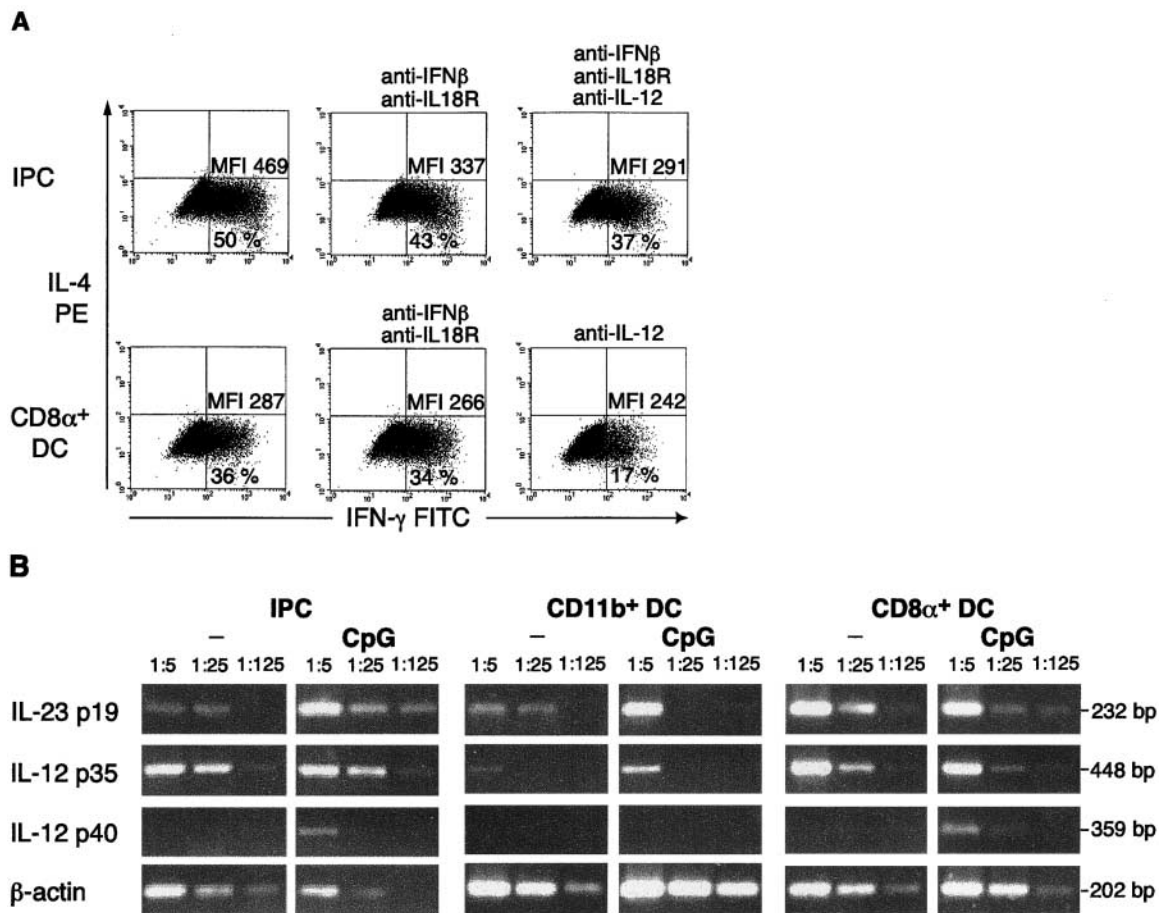 A
anti-IFNβ
anti-IL18R
anti-IFNβ
anti-IL18R
anti-IL-12
IPC
MFI 469
50 %
MFI 337
43 %
MFI 291
37 %
IL-4
PE
anti-IFNβ
anti-IL18R
anti-IL-12
CD8α+
DC
MFI 287
36 %
MFI 266
34 %
MFI 242
17 %
IFN-γ FITC
B
IPC CD11b+ DC CD8α+ DC
– CpG – CpG – CpG
1:5 1:25 1:125 1:5 1:25 1:125 1:5 1:25 1:125 1:5 1:25 1:125 1:5 1:25 1:125 1:5 1:25 1:125
IL-23 p19 -232 bp
IL-12 p35 -448 bp
IL-12 p40 -359 bp
β-actin -202 bp